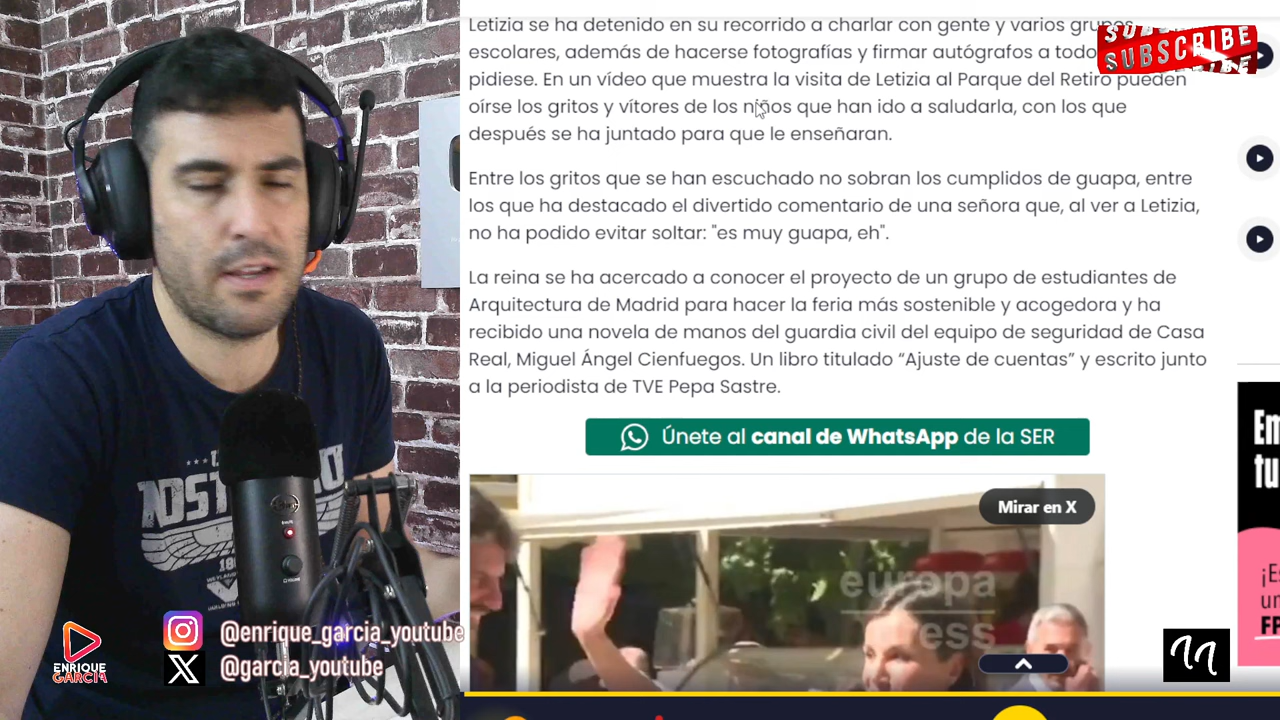 Letizia se ha detenido en su recorrido a charlar con gente y varios grupos
escolares, además de hacerse fotografías y firmar autógrafos a todo
pidiese. En un vídeo que muestra la visita de Letizia al Parque del Retiro pueden
oírse los gritos y vítores de los niños que han ido a saludarla, con los que
después se ha juntado para que le enseñaran.
Entre los gritos que se han escuchado no sobran los cumplidos de guapa, entre
los que ha destacado el divertido comentario de una señora que, al ver a Letizia,
no ha podido evitar soltar: "es muy guapa, eh".
La reina se ha acercado a conocer el proyecto de un grupo de estudiantes de
Arquitectura de Madrid para hacer la feria más sostenible y acogedora y ha
recibido una novela de manos del guardia civil del equipo de seguridad de Casa
Real, Miguel Ángel Cienfuegos. Un libro titulado “Ajuste de cuentas” y escrito junto
a la periodista de TVE Pepa Sastre.
Únete al canal de WhatsApp de la SER
Mirar en X
europa
ess
SUBSCRIBE
Em
tu
¡Es
un
FP
NOST
@enrique_garcia_youtube
@garcia_youtube
ENRIQUE
GARCIA